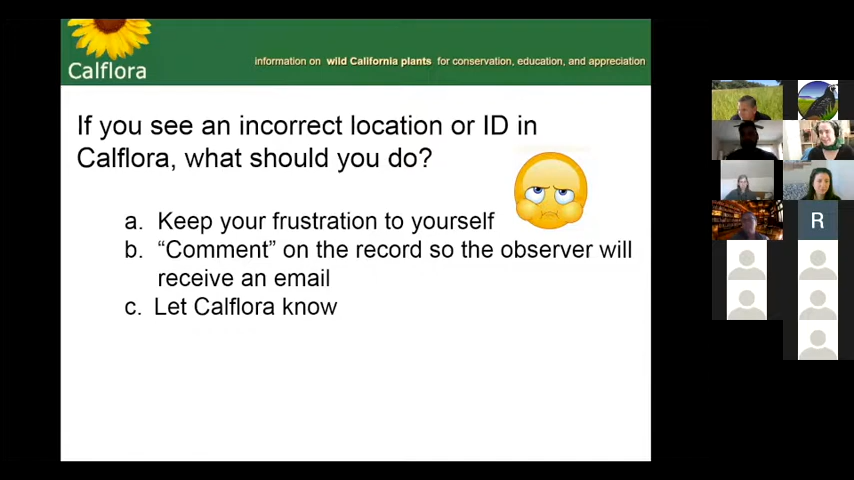 Calflora
information on wild California plants for conservation, education, and appreciation
If you see an incorrect location or ID in
Calflora, what should you do?
a. Keep your frustration to yourself
b. “Comment” on the record so the observer will
receive an email
c. Let Calflora know
R